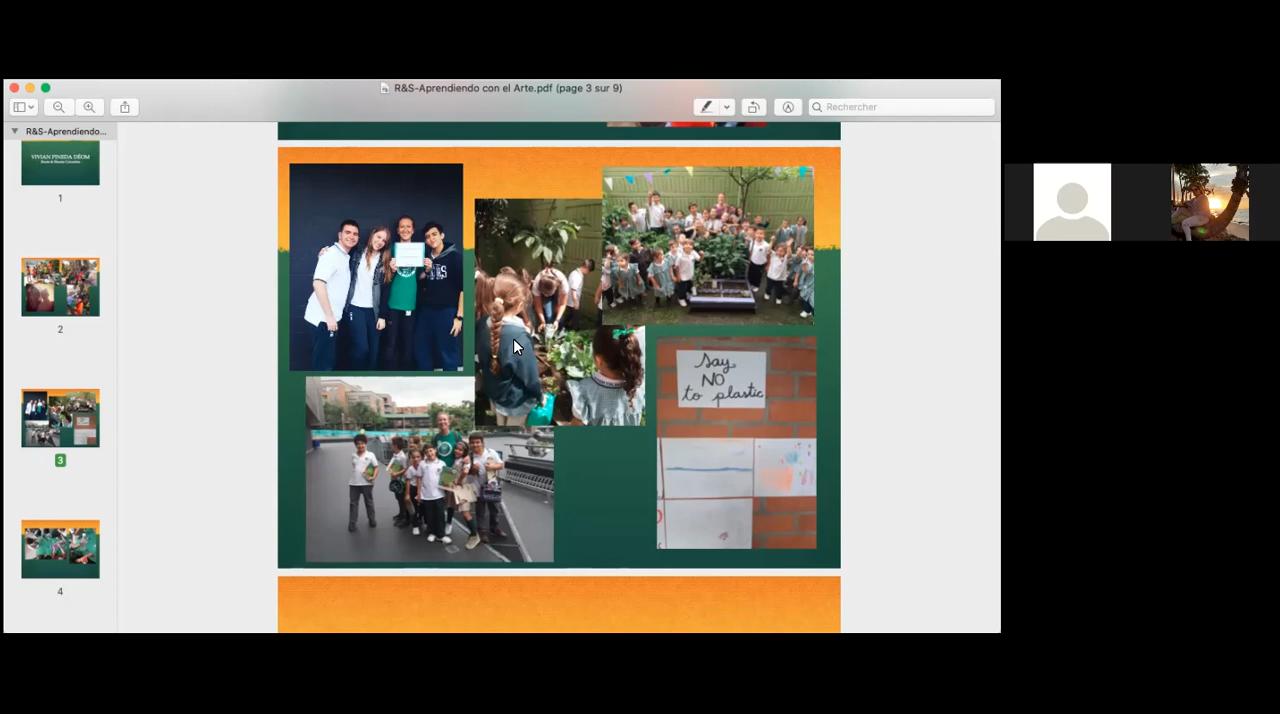 R&S-Aprendiendo con el Arte.pdf (page 3 sur 9)
Rechercher
R&S-Aprendiendo...
VIVIAN PINEDA DÉOM
1
2
3
4
Say
NO
to plastic